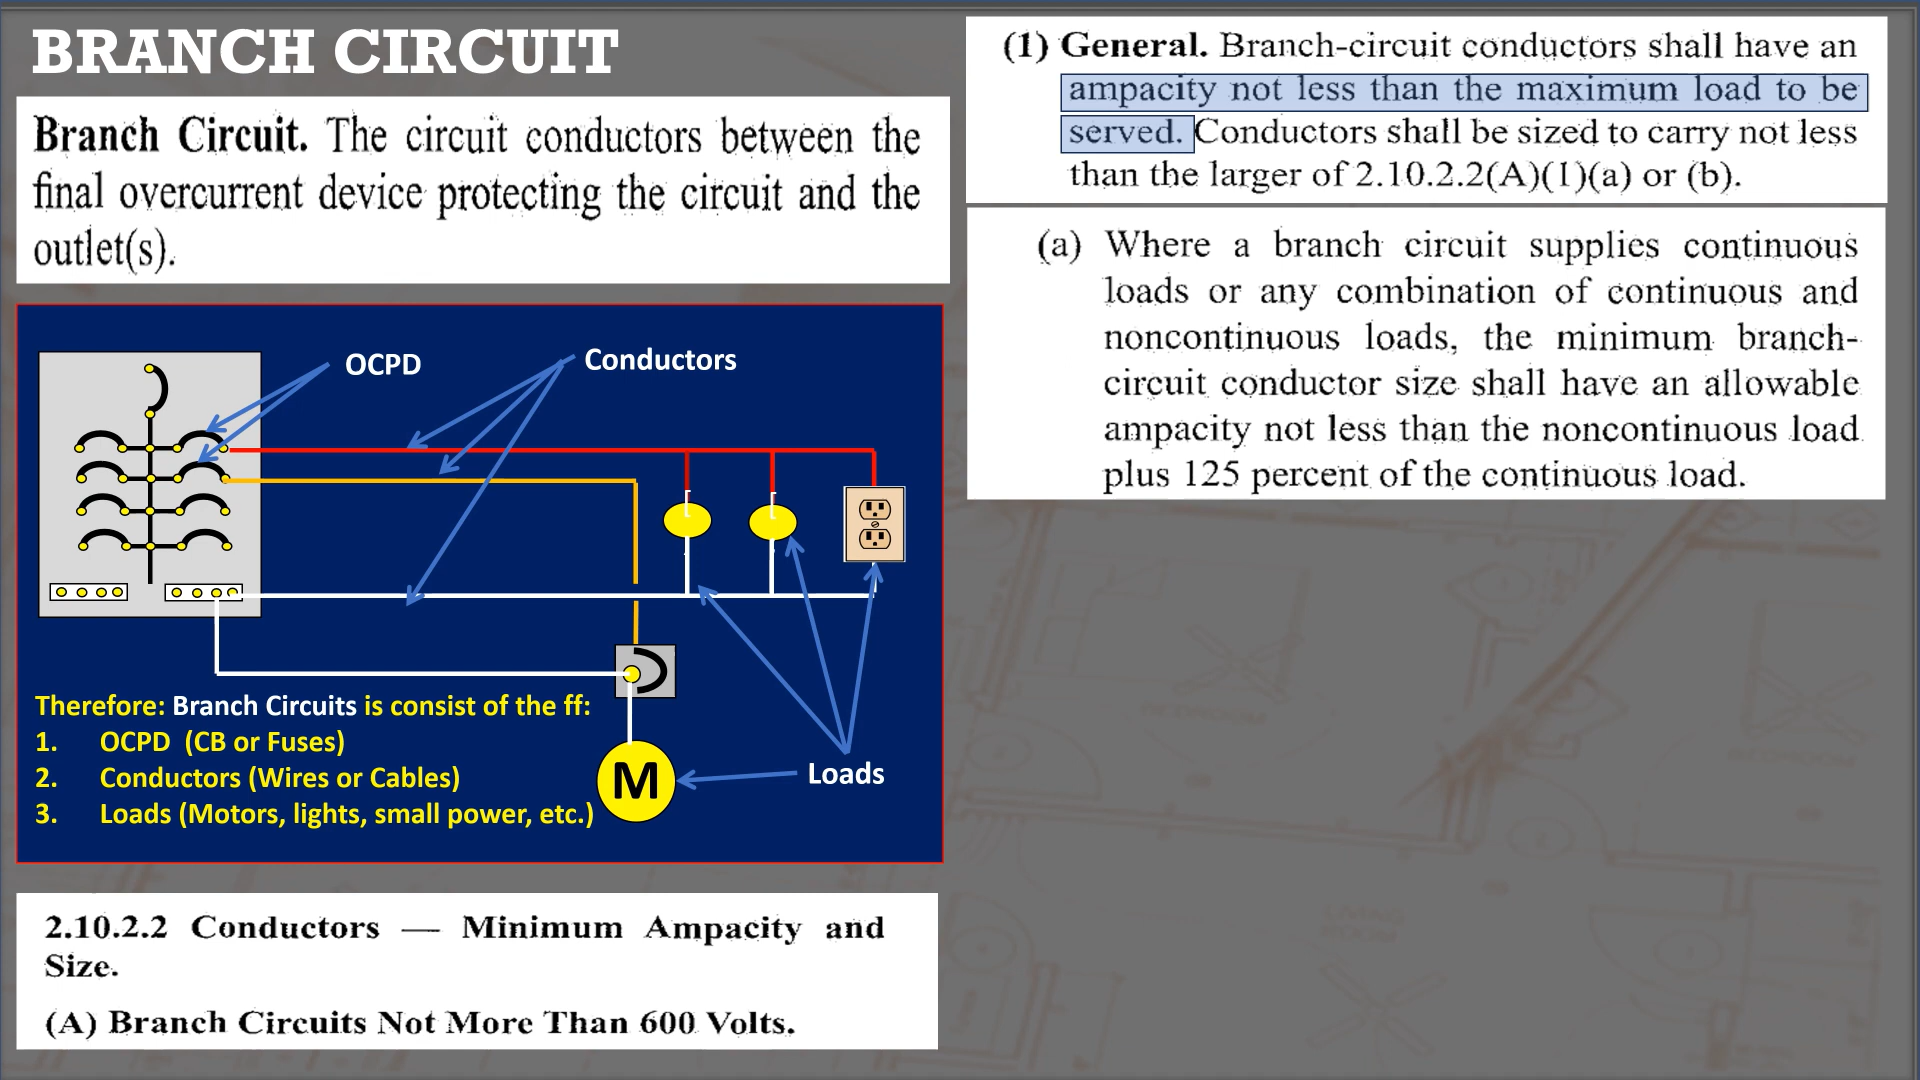 BRANCH CIRCUIT
Branch Circuit. The circuit conductors between the
final overcurrent device protecting the circuit and the
outlet(s).
OCPD
Conductors
Therefore: Branch Circuits is consist of the ff:
1. OCPD (CB or Fuses)
2. Conductors (Wires or Cables)
3. Loads (Motors, lights, small power, etc.)
M
Loads
2.10.2.2 Conductors — Minimum Ampacity and
Size.
(A) Branch Circuits Not More Than 600 Volts.
(1) General. Branch-circuit conductors shall have an
ampacity not less than the maximum load to be
served. Conductors shall be sized to carry not less
than the larger of 2.10.2.2(A)(1)(a) or (b).
(a) Where a branch circuit supplies continuous
loads or any combination of continuous and
noncontinuous loads, the minimum branch-
circuit conductor size shall have an allowable
ampacity not less than the noncontinuous load
plus 125 percent of the continuous load.